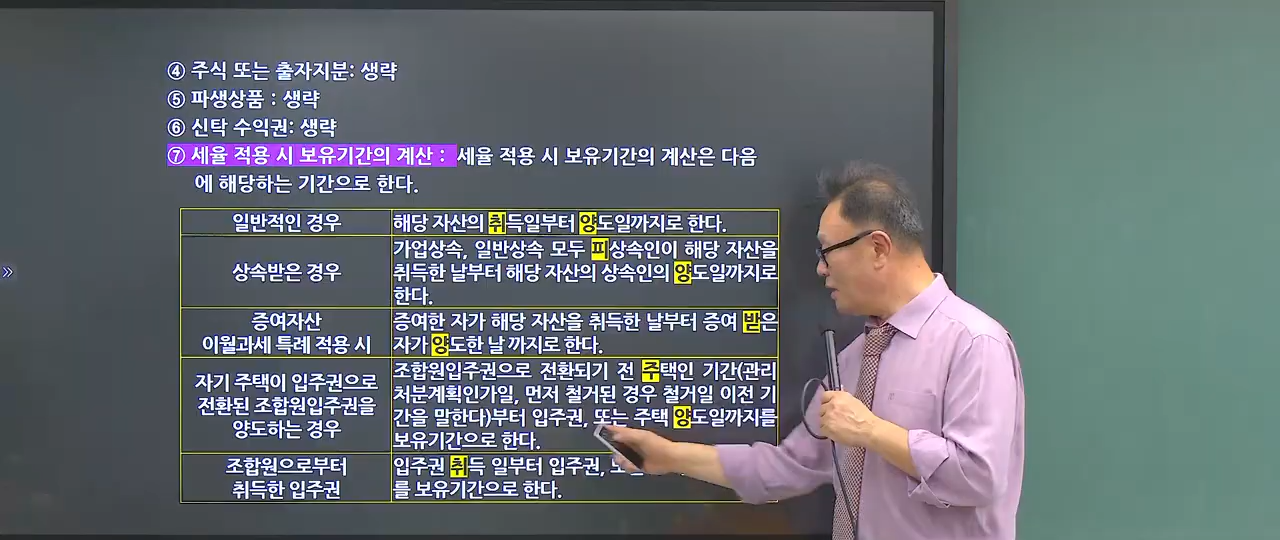 ④ 주식 또는 출자지분: 생략
⑤ 파생상품 : 생략
⑥ 신탁 수익권: 생략
⑦ 세율 적용 시 보유기간의 계산 : 세율 적용 시 보유기간의 계산은 다음
에 해당하는 기간으로 한다.
일반적인 경우
해당 자산의 취득일부터 양도일까지로 한다.
상속받은 경우
가업상속, 일반상속 모두 피상속인이 해당 자산을
취득한 날부터 해당 자산의 상속인의 양도일까지로
한다.
증여자산
이월과세 특례 적용 시
증여한 자가 해당 자산을 취득한 날부터 증여 받은
자가 양도한 날 까지로 한다.
자기 주택이 입주권으로
전환된 조합원입주권을
양도하는 경우
조합원입주권으로 전환되기 전 주택인 기간(관리
처분계획인가일, 먼저 철거된 경우 철거일 이전 기
간을 말한다)부터 입주권, 또는 주택 양도일까지를
보유기간으로 한다.
조합원으로부터
취득한 입주권
입주권 취득 일부터 입주권,
를 보유기간으로 한다.